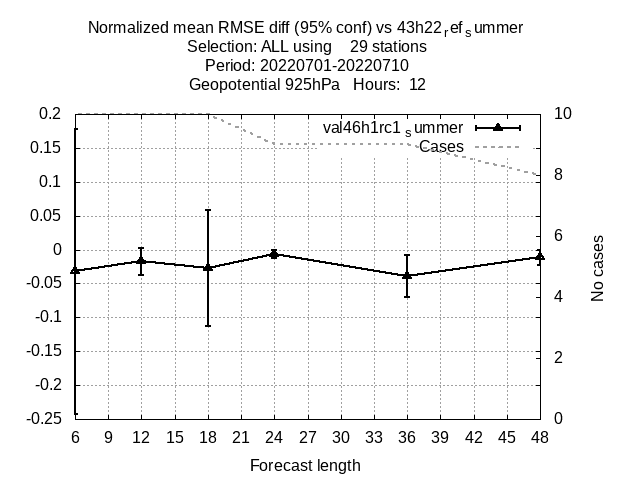 Normalized mean RMSE diff (95% conf) vs 43h22ref summer
Selection: ALL using 29 stations
Period: 20220701-20220710
Geopotential 925hPa Hours: 12
0.2
0.15
0.1
0.05
0
-0.05
-0.1
-0.15
-0.2
-0.25
val46h1rc1summer
Cases
10
8
6
4
2
0
No cases
6 9 12 15 18 21 24 27 30 33 36 39 42 45 48
Forecast length